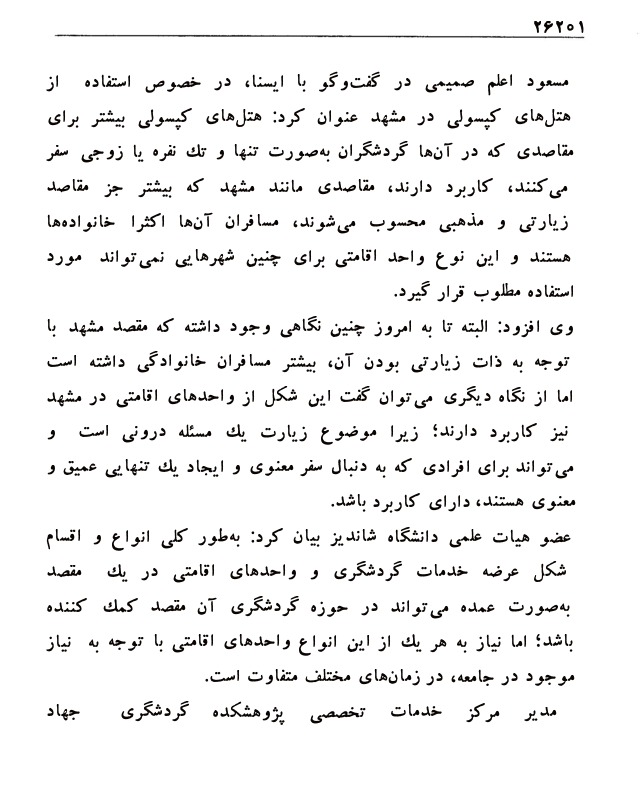 ۲۶۲۰۱
مسعود اعلم صمیمی در گفت‌وگو با ایسنا، در خصوص استفاده از
هتل‌های کپسولی در مشهد عنوان کرد: هتل‌های کپسولی بیشتر برای
مقاصدی که در آن‌ها گردشگران به‌صورت تنها و تك نفره یا زوجی سفر
می‌کنند، کاربرد دارند، مقاصدی مانند مشهد که بیشتر جز مقاصد
زیارتی و مذهبی محسوب می‌شوند، مسافران آن‌ها اکثرا خانواده‌ها
هستند و این نوع واحد اقامتی برای چنین شهرهایی نمی‌تواند مورد
استفاده مطلوب قرار گیرد.
وی افزود: البته تا به امروز چنین نگاهی وجود داشته که مقصد مشهد با
توجه به ذات زیارتی بودن آن، بیشتر مسافران خانوادگی داشته است
اما از نگاه دیگری می‌توان گفت این شکل از واحدهای اقامتی در مشهد
نیز کاربرد دارند؛ زیرا موضوع زیارت یك مسئله درونی است و
می‌تواند برای افرادی که به دنبال سفر معنوی و ایجاد یك تنهایی عمیق و
معنوی هستند، دارای کاربرد باشد.
عضو هیات علمی دانشگاه شاندیز بیان کرد: به‌طور کلی انواع و اقسام
شکل عرضه خدمات گردشگری و واحدهای اقامتی در یك مقصد
به‌صورت عمده می‌تواند در حوزه گردشگری آن مقصد کمك کننده
باشد؛ اما نیاز به هر یك از این انواع واحدهای اقامتی با توجه به نیاز
موجود در جامعه، در زمان‌های مختلف متفاوت است.
مدیر مرکز خدمات تخصصی پژوهشکده گردشگری جهاد